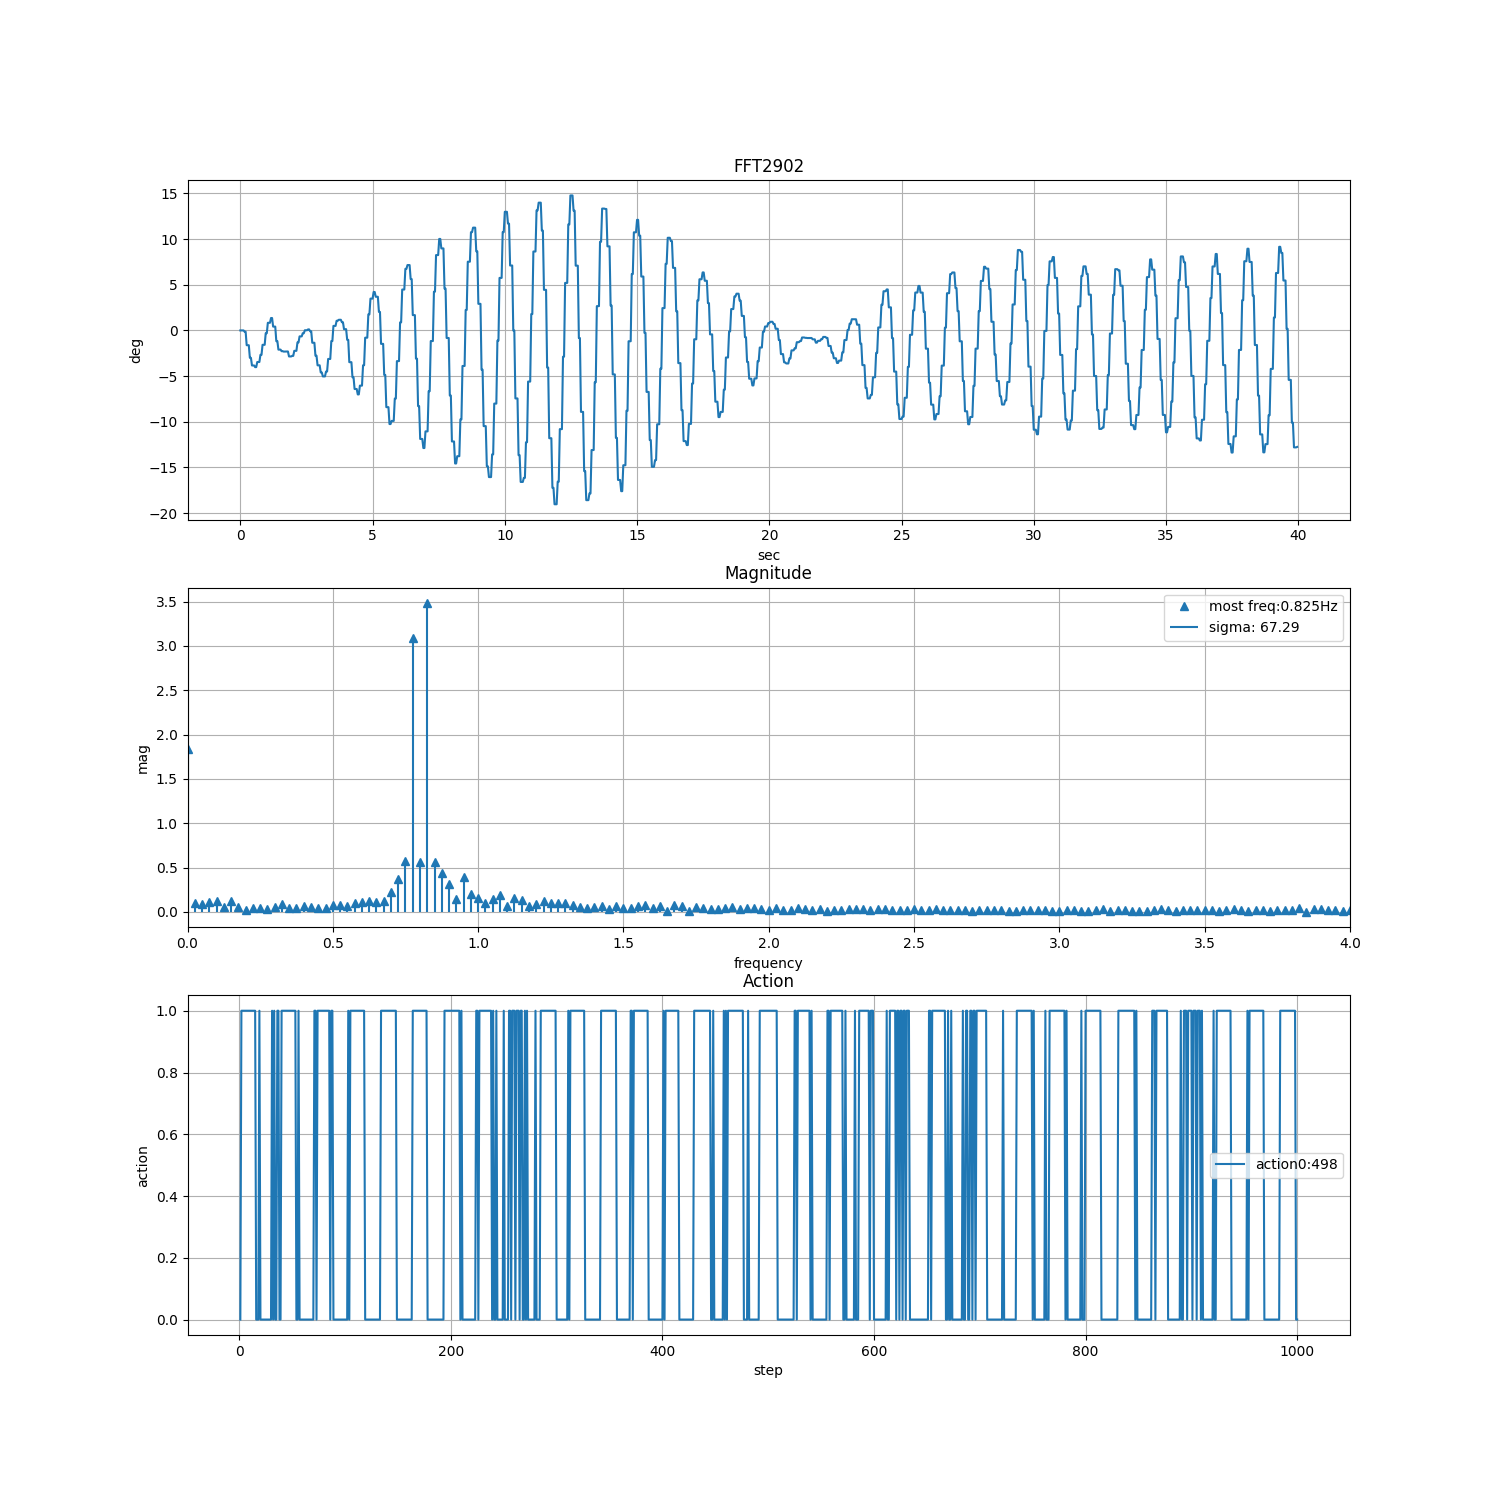 FFT2902
15
10
5
0
−5
−10
−15
−20
deg
0 5 10 15 20 25 30 35 40
sec
Magnitude
3.5
3.0
2.5
2.0
1.5
1.0
0.5
0.0
mag
most freq:0.825Hz
sigma: 67.29
0.0 0.5 1.0 1.5 2.0 2.5 3.0 3.5 4.0
frequency
Action
1.0
0.8
0.6
0.4
0.2
0.0
action
action0:498
0 200 400 600 800 1000
step